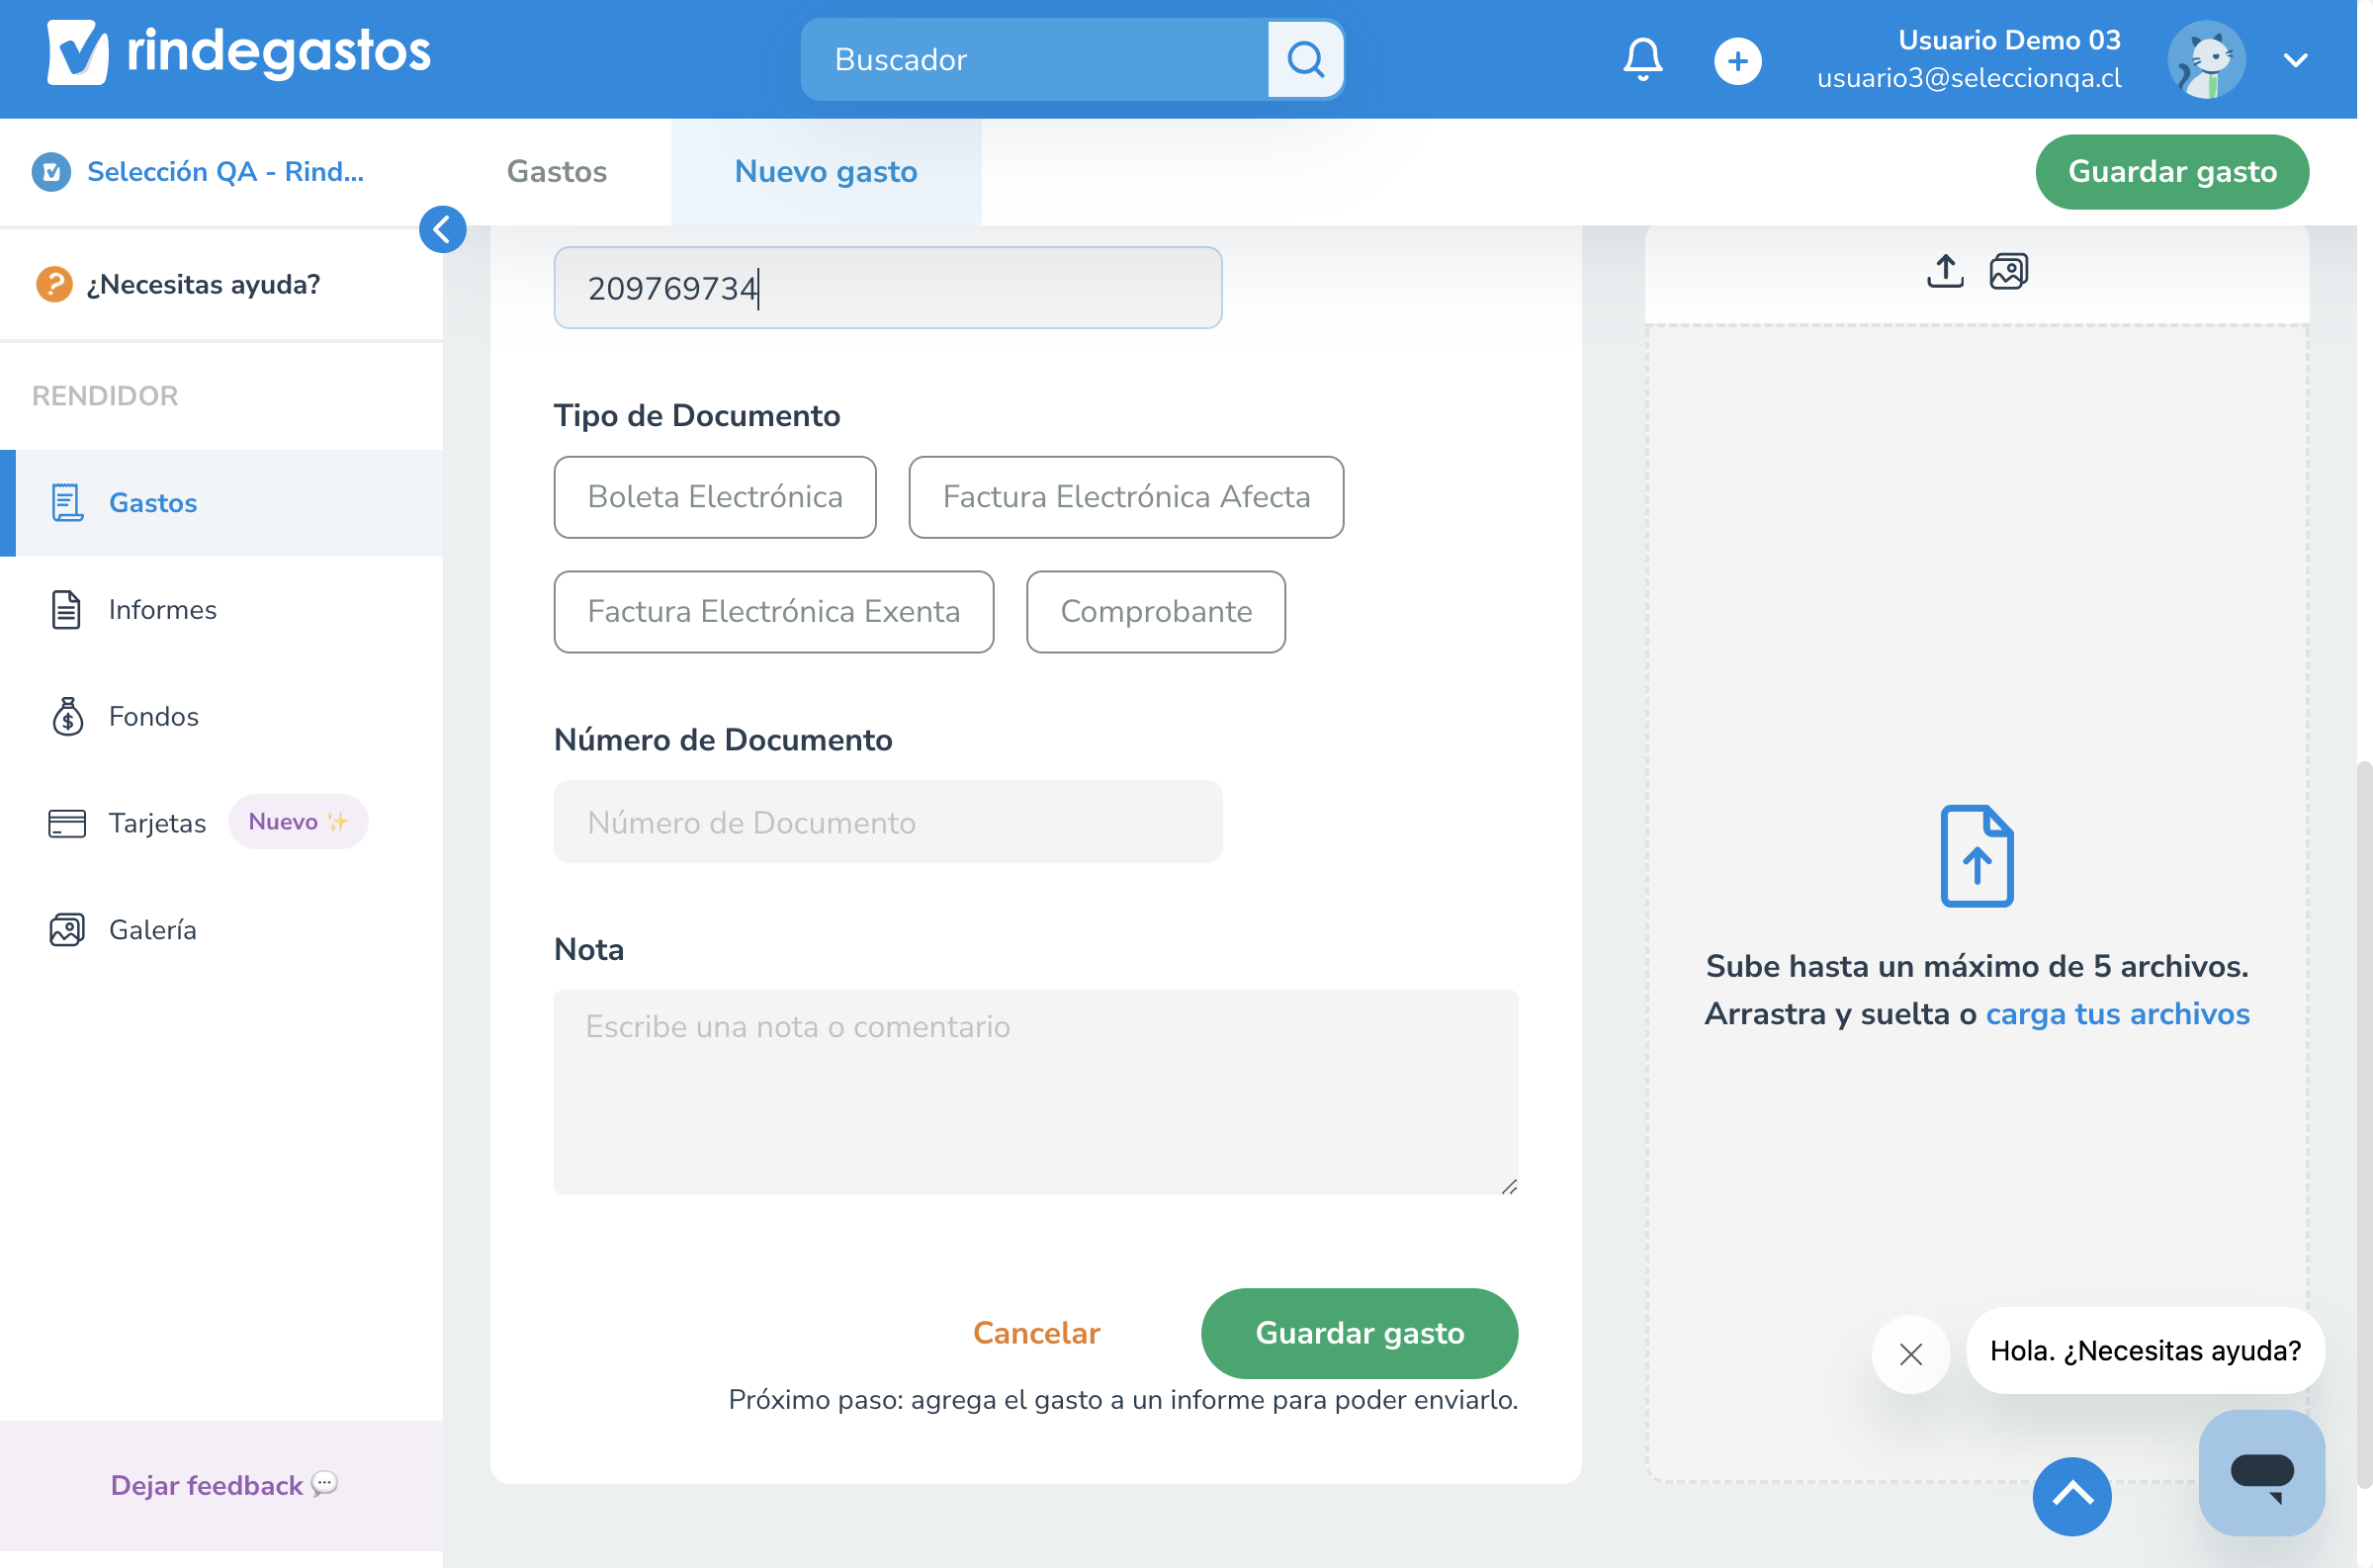 rindegastos
Buscador
Usuario Demo 03
usuario3@seleccionqa.cl
Selección QA - Rind...
Gastos
Nuevo gasto
Guardar gasto
¿Necesitas ayuda?
RENDIDOR
Gastos
Informes
Fondos
Tarjetas
Nuevo ✨
Galería
Dejar feedback 💬
209769734
Tipo de Documento
Boleta Electrónica
Factura Electrónica Afecta
Factura Electrónica Exenta
Comprobante
Número de Documento
Número de Documento
Nota
Escribe una nota o comentario
Cancelar
Guardar gasto
Próximo paso: agrega el gasto a un informe para poder enviarlo.
Sube hasta un máximo de 5 archivos.
Arrastra y suelta o carga tus archivos
Hola. ¿Necesitas ayuda?